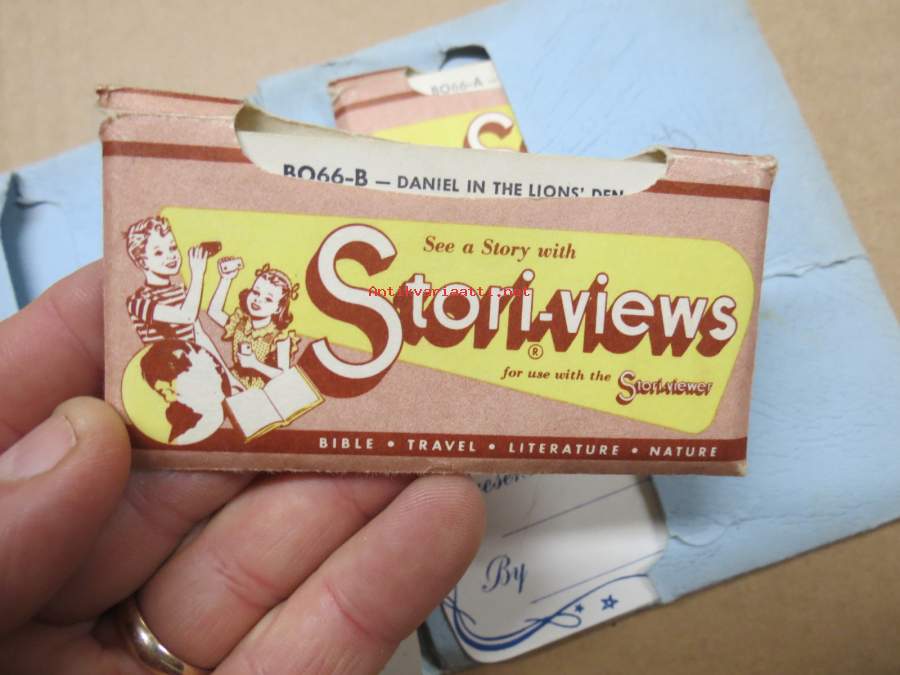 BO66-A
BO66-B — DANIEL IN THE LIONS' DEN
See a Story with
Stori-views
®
Antikvariaatti.net
for use with the Stori-viewer
BIBLE • TRAVEL • LITERATURE • NATURE
By